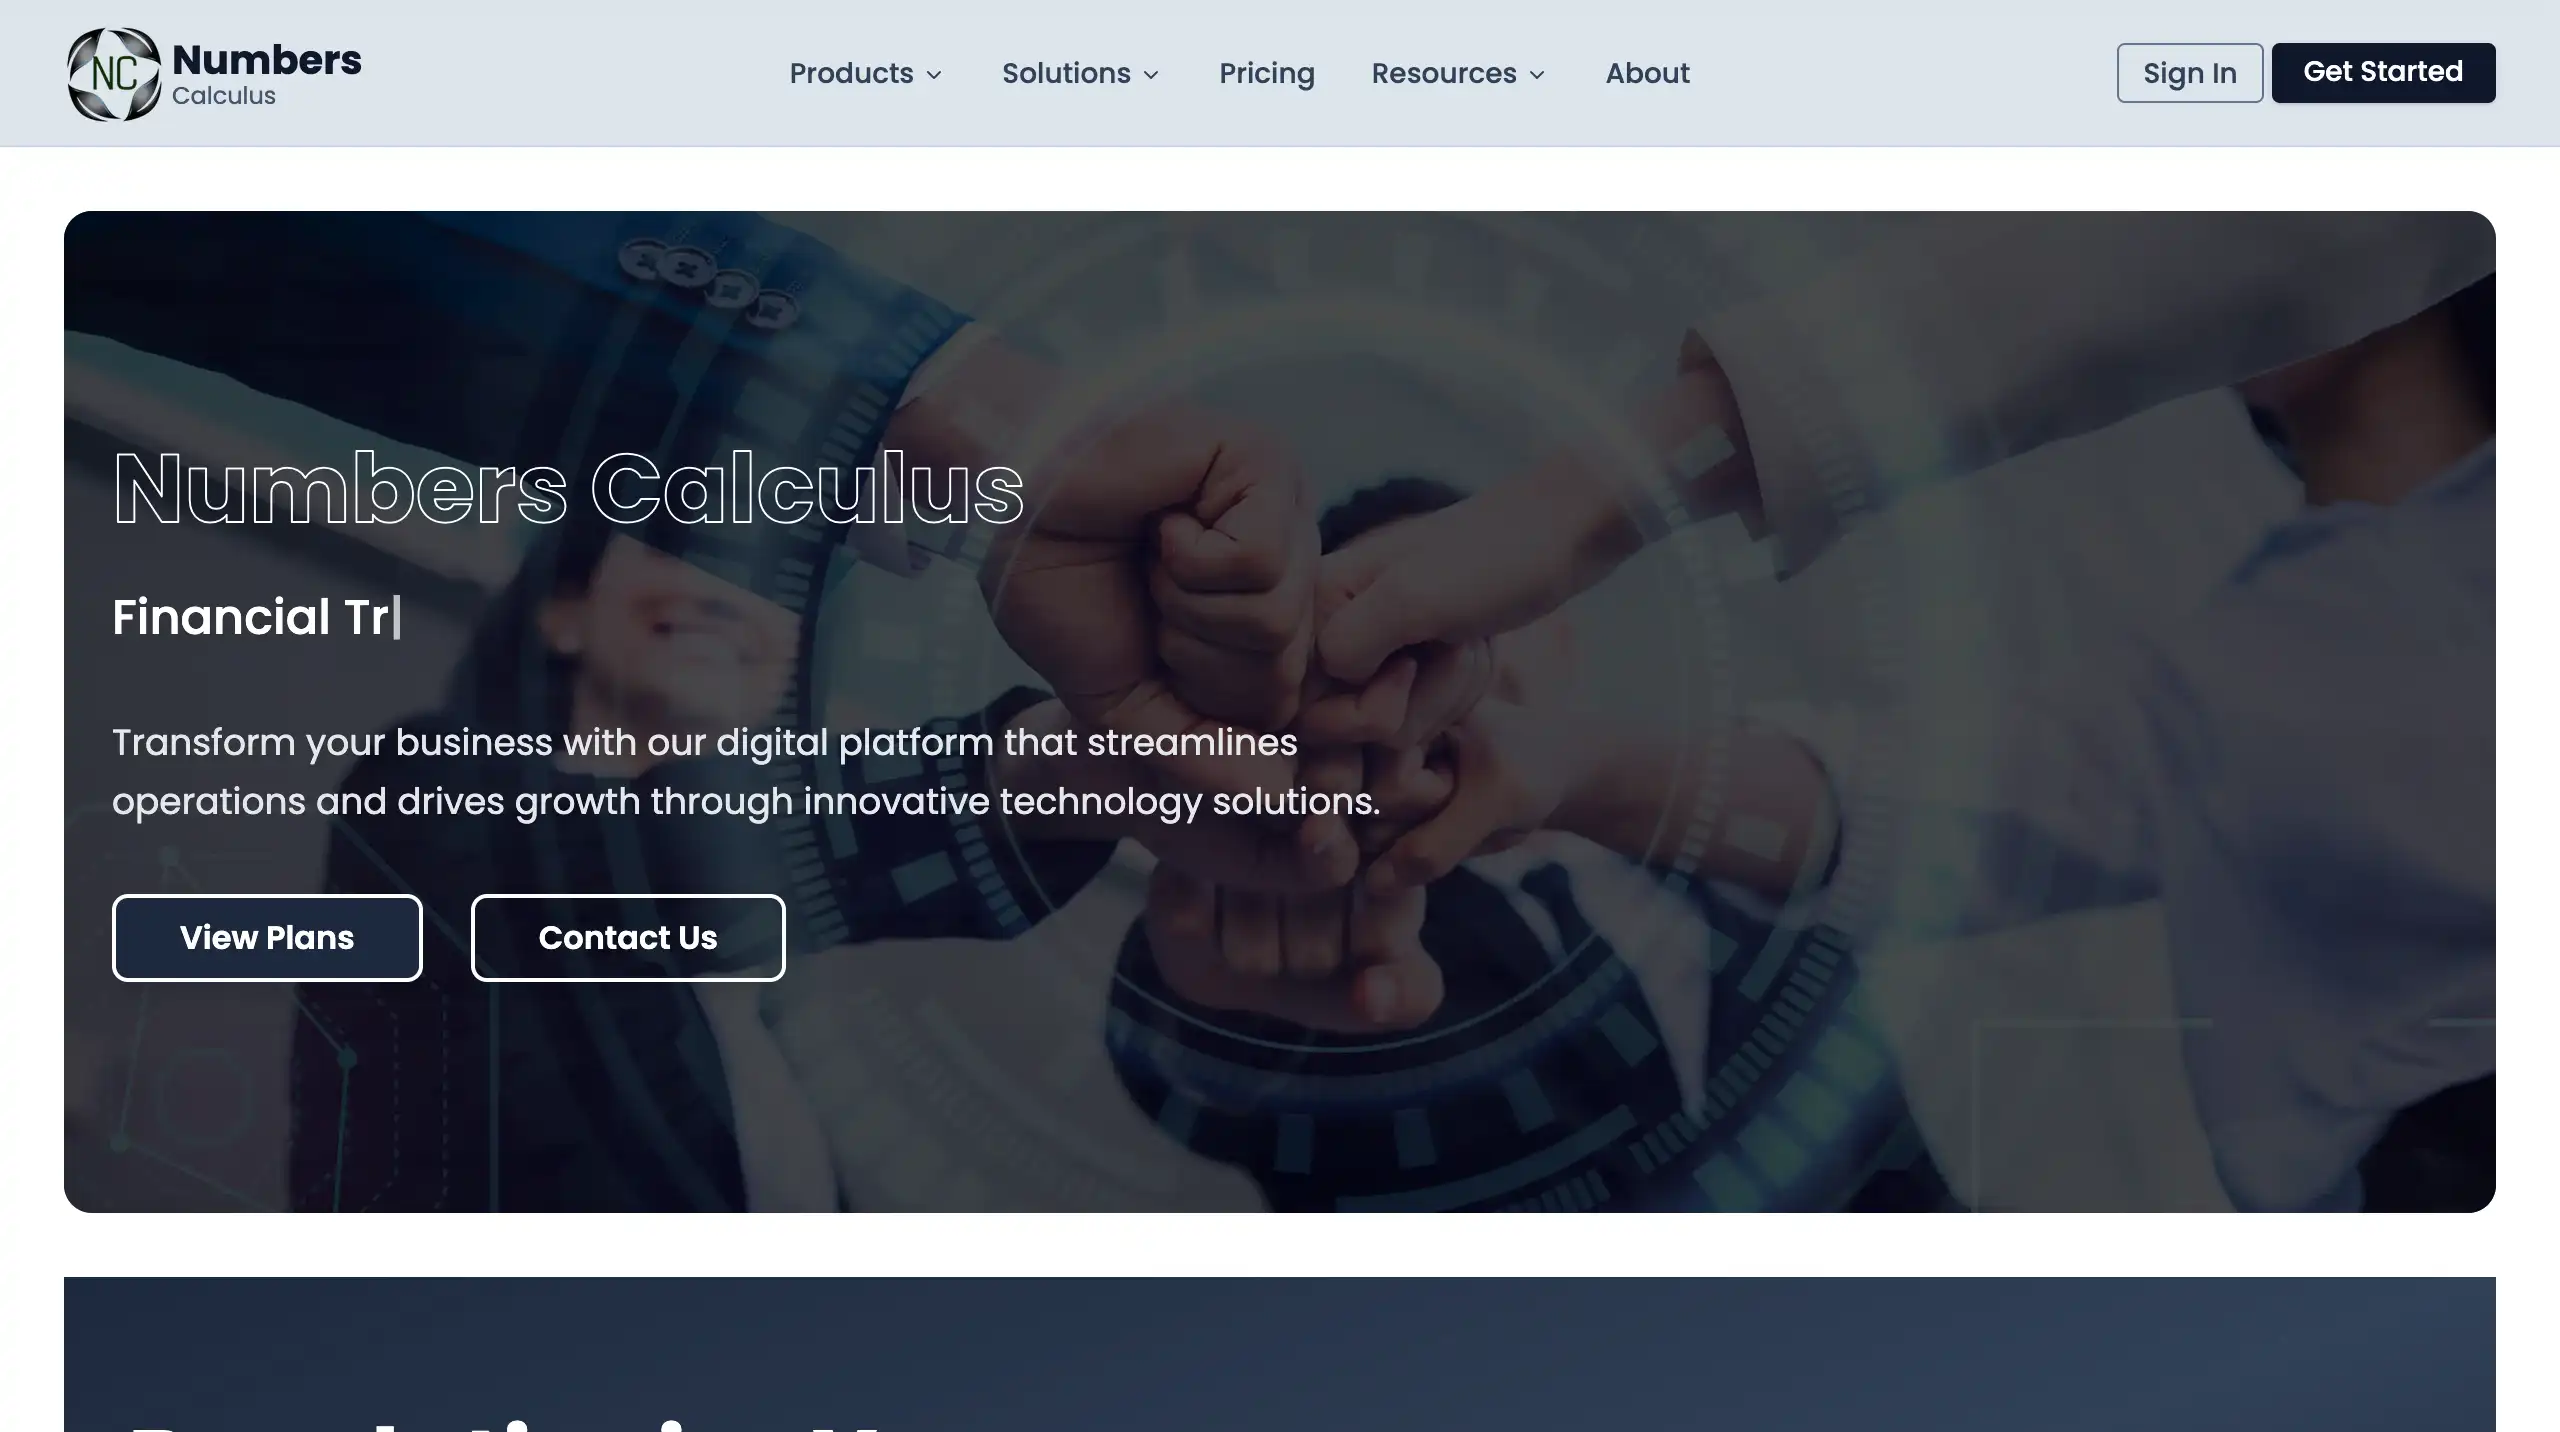 NC
Numbers
Calculus
Products
Solutions
Pricing
Resources
About
Sign In
Get Started
Numbers Calculus
Financial Tr
Transform your business with our digital platform that streamlines
operations and drives growth through innovative technology solutions.
View Plans
Contact Us